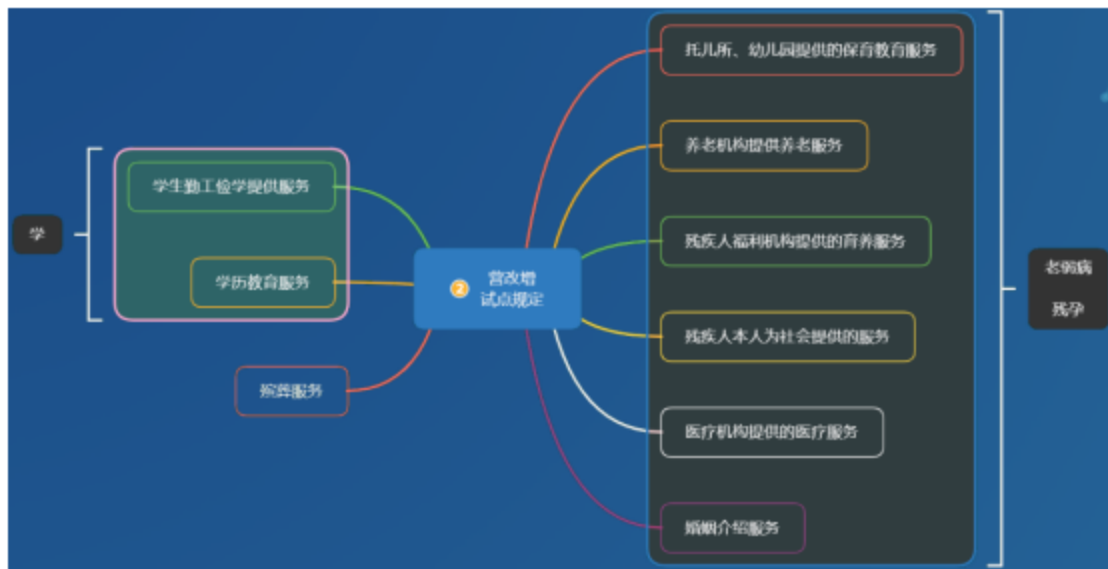 托儿所、幼儿园提供的保育教育服务
养老机构提供养老服务
学生勤工俭学提供服务
学
残疾人福利机构提供的育养服务
老弱病
残孕
学历教育服务
② 营改增
试点规定
残疾人本人为社会提供的服务
殡葬服务
医疗机构提供的医疗服务
婚姻介绍服务